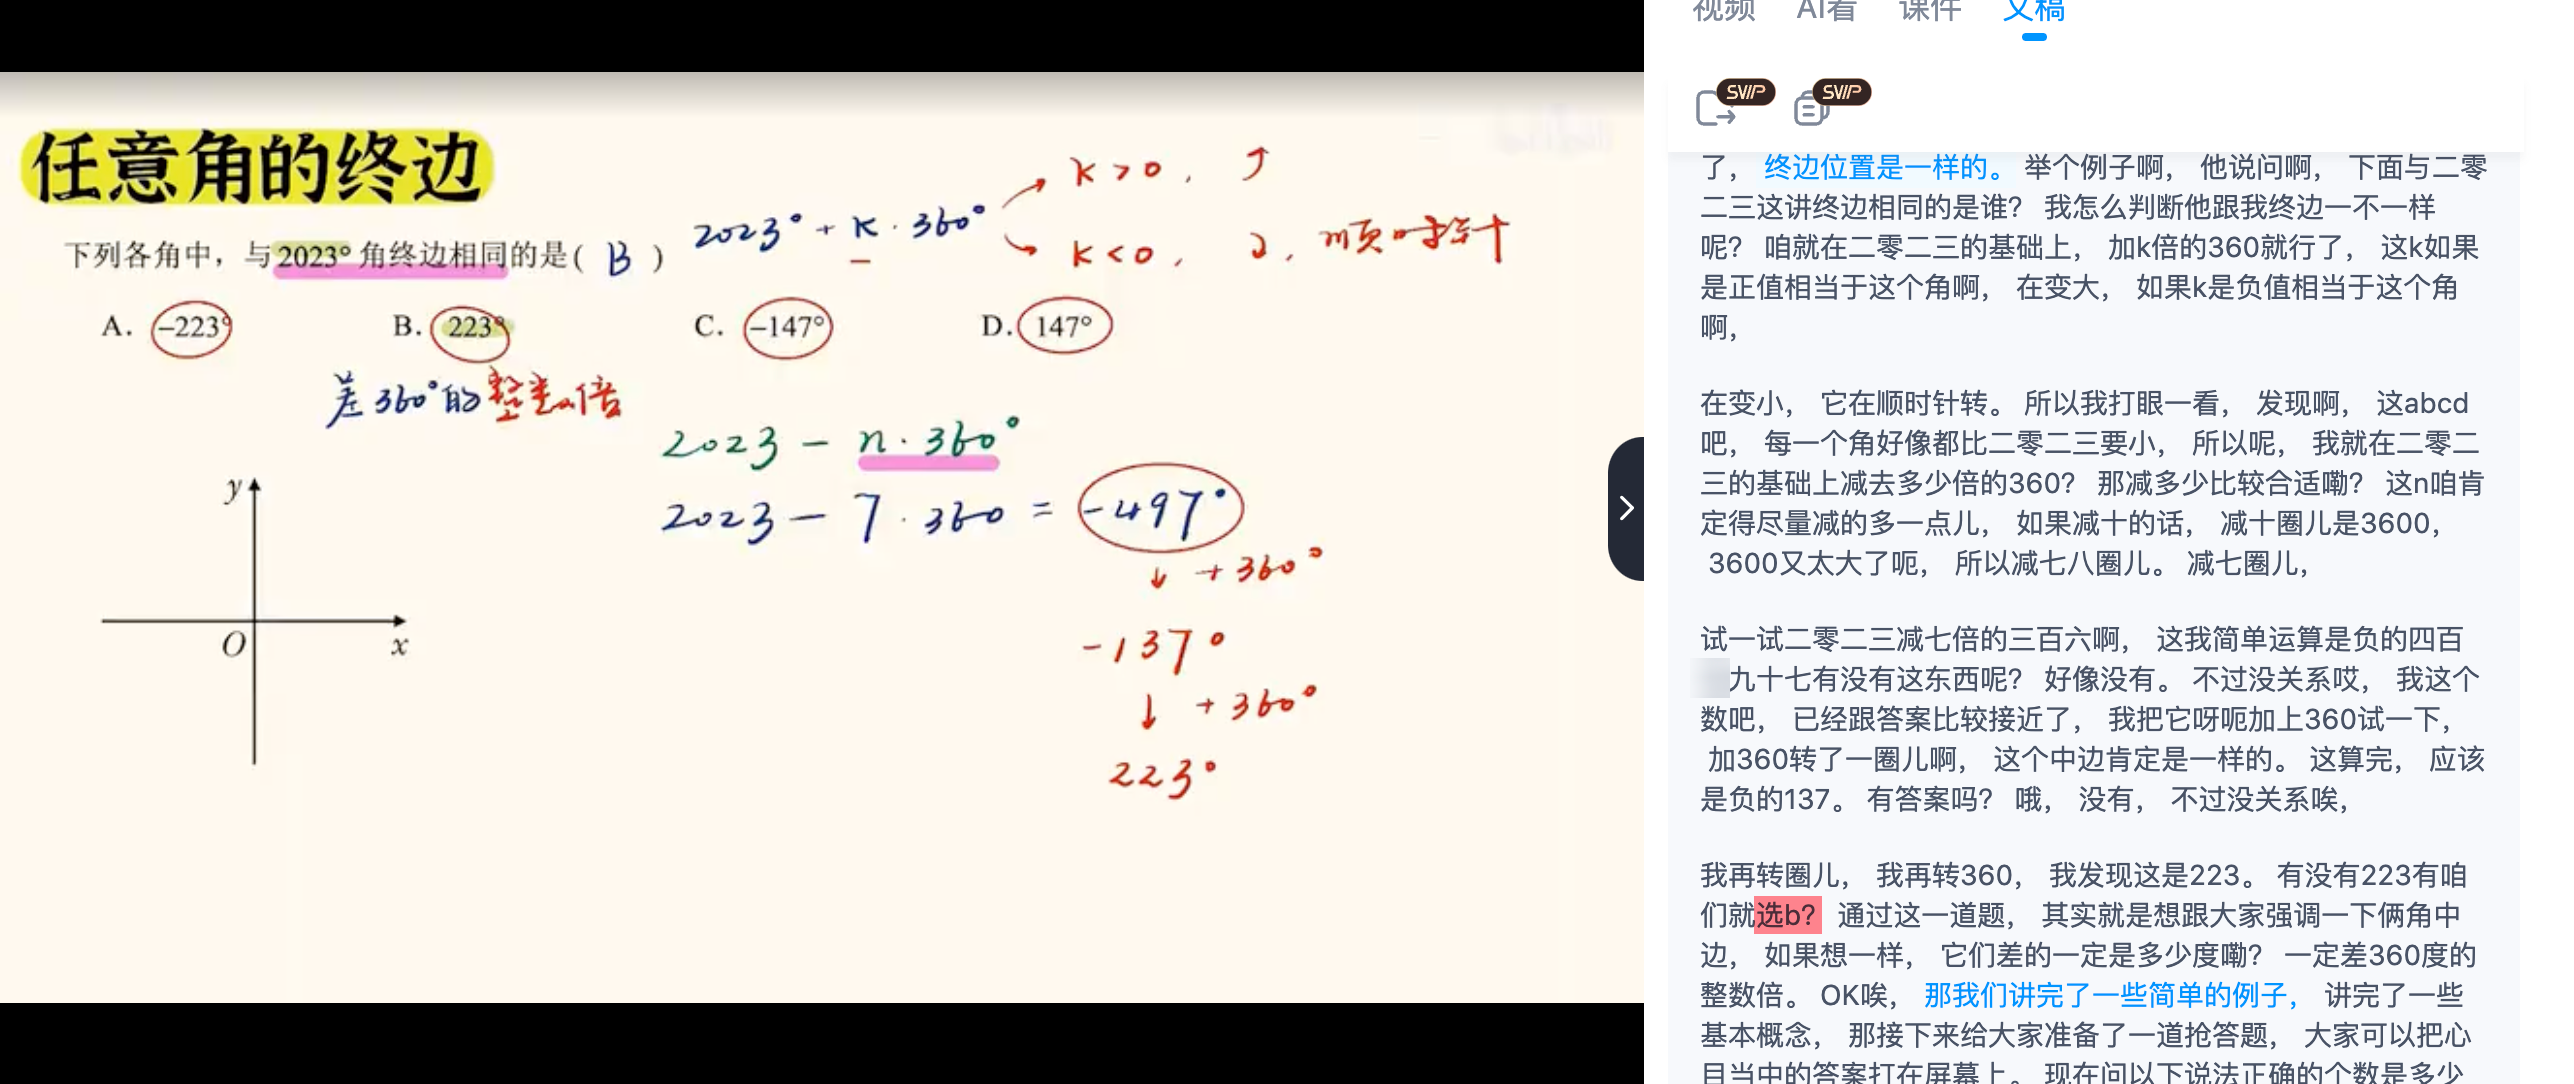 任意角的终边
下列各角中，与2023°角终边相同的是( B )
2023° + k · 360°
k > 0，
k < 0，
顺时针
A. −223° B. 223° C. −147° D. 147°
差360°的整数倍
2023 − n · 360°
2023 − 7 · 360 = −497°
↓ + 360°
−137°
↓ + 360°
223°
y
O
x
视频 AI看 课件 文稿
SVIP SVIP
了， 终边位置是一样的。 举个例子啊， 他说问啊， 下面与二零
二三这讲终边相同的是谁? 我怎么判断他跟我终边一不一样
呢? 咱就在二零二三的基础上， 加k倍的360就行了， 这k如果
是正值相当于这个角啊， 在变大， 如果k是负值相当于这个角
啊，
在变小， 它在顺时针转。 所以我打眼一看， 发现啊， 这abcd
吧， 每一个角好像都比二零二三要小， 所以呢， 我就在二零二
三的基础上减去多少倍的360? 那减多少比较合适嘞? 这n咱肯
定得尽量减的多一点儿， 如果减十的话， 减十圈儿是3600，
3600又太大了呃， 所以减七八圈儿。 减七圈儿，
试一试二零二三减七倍的三百六啊， 这我简单运算是负的四百
九十七有没有这东西呢? 好像没有。 不过没关系哎， 我这个
数吧， 已经跟答案比较接近了， 我把它呀呃加上360试一下，
加360转了一圈儿啊， 这个中边肯定是一样的。 这算完， 应该
是负的137。 有答案吗? 哦， 没有， 不过没关系唉，
我再转圈儿， 我再转360， 我发现这是223。 有没有223有咱
们就选b? 通过这一道题， 其实就是想跟大家强调一下俩角中
边， 如果想一样， 它们差的一定是多少度嘞? 一定差360度的
整数倍。 OK唉， 那我们讲完了一些简单的例子， 讲完了一些
基本概念， 那接下来给大家准备了一道抢答题， 大家可以把心
目当中的答案打在屏幕上。 现在问以下说法正确的个数是多少